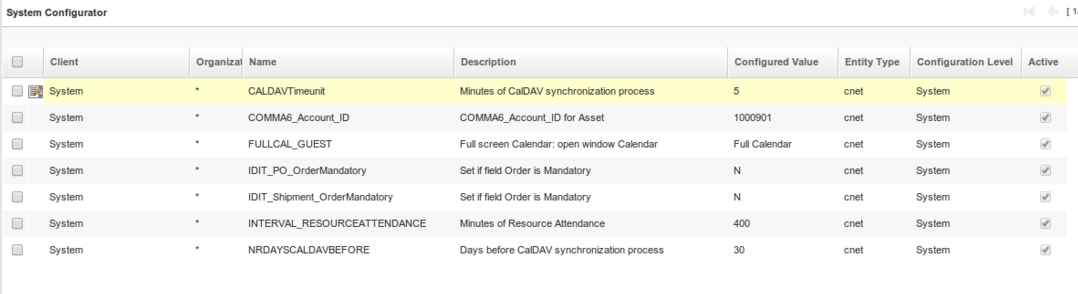 System Configurator [ 1
Client Organizat Name Description Configured Value Entity Type Configuration Level Active
System * CALDAVTimeunit Minutes of CalDAV synchronization process 5 cnet System
System * COMMA6_Account_ID COMMA6_Account_ID for Asset 1000901 cnet System
System * FULLCAL_GUEST Full screen Calendar: open window Calendar Full Calendar cnet System
System * IDIT_PO_OrderMandatory Set if field Order is Mandatory N cnet System
System * IDIT_Shipment_OrderMandatory Set if field Order is Mandatory N cnet System
System * INTERVAL_RESOURCEATTENDANCE Minutes of Resource Attendance 400 cnet System
System * NRDAYSCALDAVBEFORE Days before CalDAV synchronization process 30 cnet System